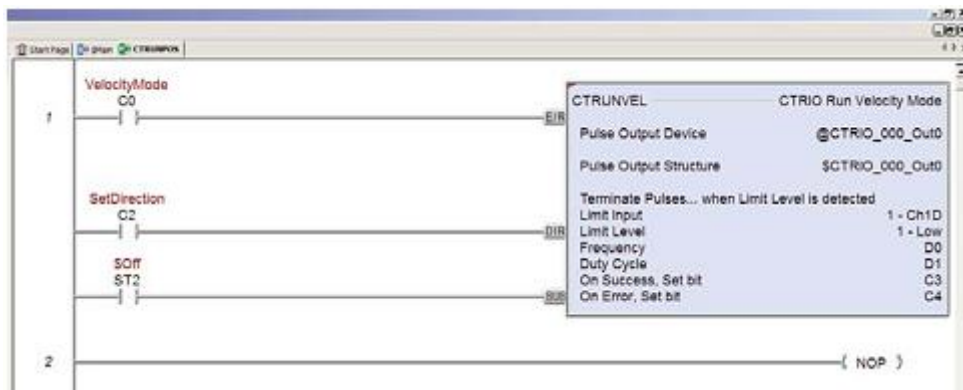 Start Page $Main CTRUNPOS
VelocityMode
C0
1
E/R
CTRUNVEL CTRIO Run Velocity Mode
Pulse Output Device @CTRIO_000_Out0
Pulse Output Structure $CTRIO_000_Out0
SetDirection
C2
DIR
Terminate Pulses... when Limit Level is detected
Limit Input 1 - Ch1D
Limit Level 1 - Low
Frequency D0
Duty Cycle D1
On Success, Set bit C3
On Error, Set bit C4
$Off
ST2
SUS
2
NOP